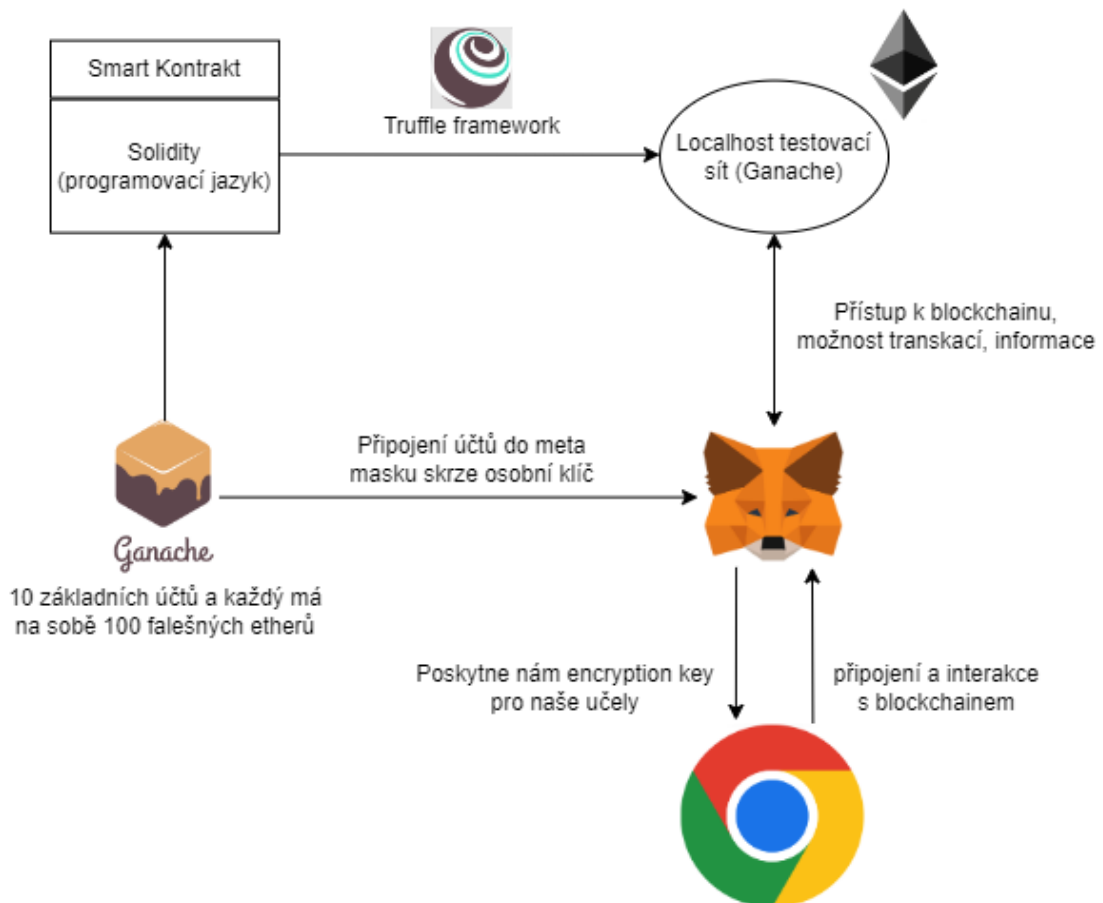 Smart Kontrakt
Solidity
(programovací jazyk)
Truffle framework
Localhost testovací
sít (Ganache)
Přístup k blockchainu,
možnost transkací, informace
Připojení účtů do meta
masku skrze osobní klíč
Ganache
10 základních účtů a každý má
na sobě 100 falešných etherů
Poskytne nám encryption key
pro naše učely
připojení a interakce
s blockchainem